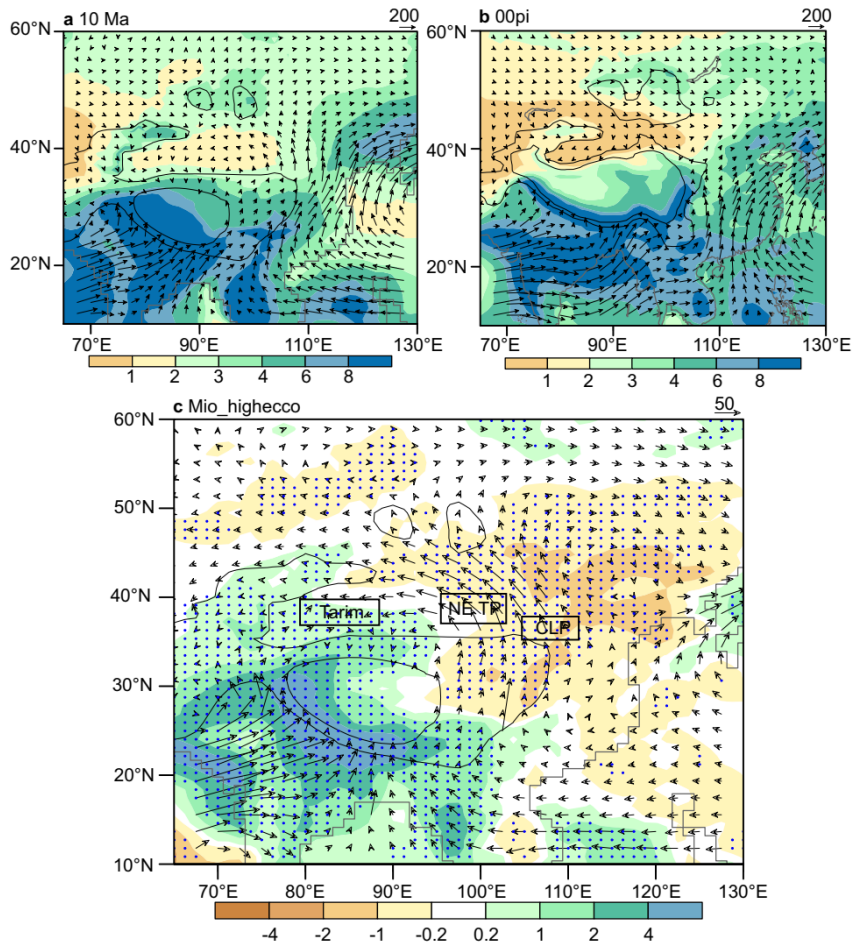 a 10 Ma 200
60°N
40°N
20°N
70°E 90°E 110°E 130°E
1 2 3 4 6 8
b 00pi 200
60°N
40°N
20°N
70°E 90°E 110°E 130°E
1 2 3 4 6 8
c Mio_highecco 50
60°N
50°N
40°N
30°N
20°N
10°N
Tarim
NE TP
CLP
70°E 80°E 90°E 100°E 110°E 120°E 130°E
-4 -2 -1 -0.2 0.2 1 2 4